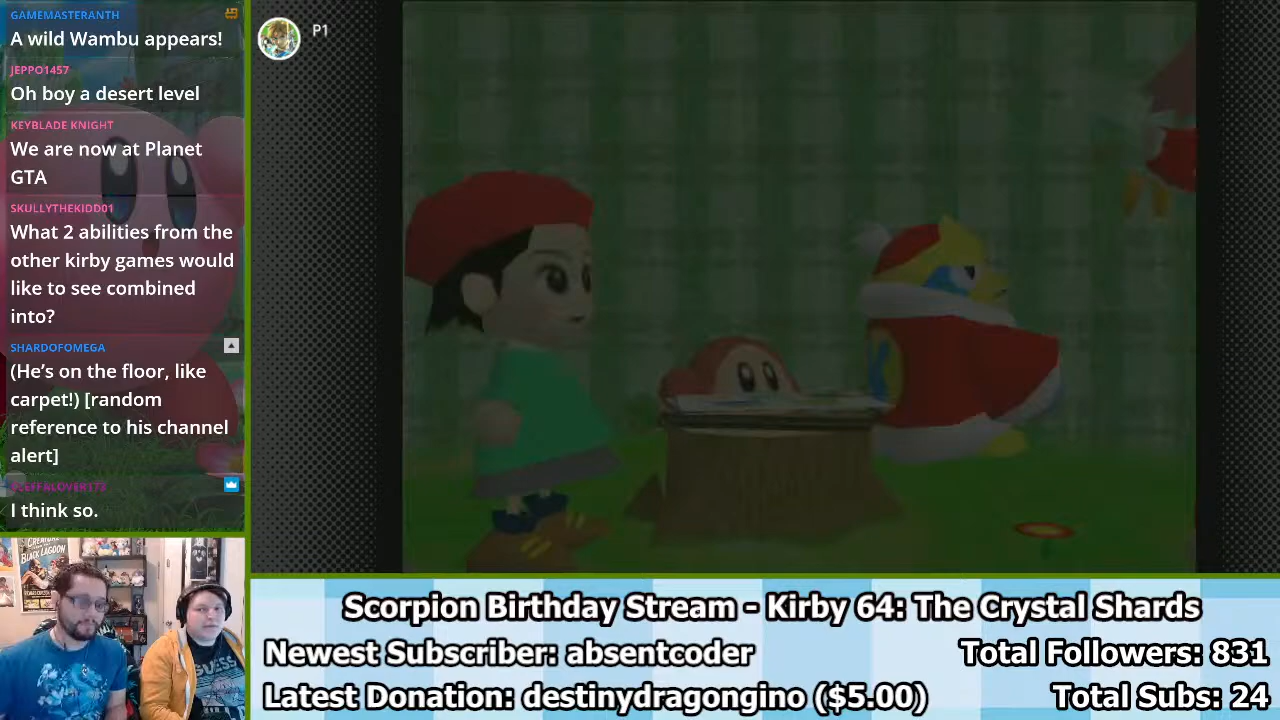 GAMEMASTERANTH
A wild Wambu appears!
JEPPO1457
Oh boy a desert level
KEYBLADE KNIGHT
We are now at Planet
GTA
SKULLYTHEKIDD01
What 2 abilities from the
other kirby games would
like to see combined
into?
SHARDOFOMEGA
(He’s on the floor, like
carpet!) [random
reference to his channel
alert]
I think so.
P1
BLACK LAGOON
GUESS
Scorpion Birthday Stream - Kirby 64: The Crystal Shards
Newest Subscriber: absentcoder
Total Followers: 831
Latest Donation: destinydragongino ($5.00)
Total Subs: 24